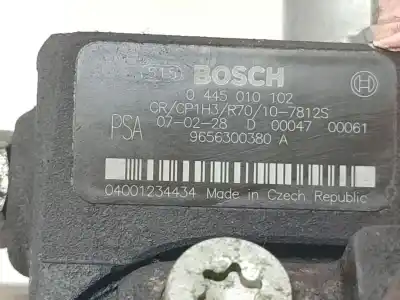 BOSCH
0 445 010 102
CR/CP1H3/R70/10-7812S
PSA 07-02-28 D 00047 00061
9656300380 A
04001234434 Made in Czech Republic